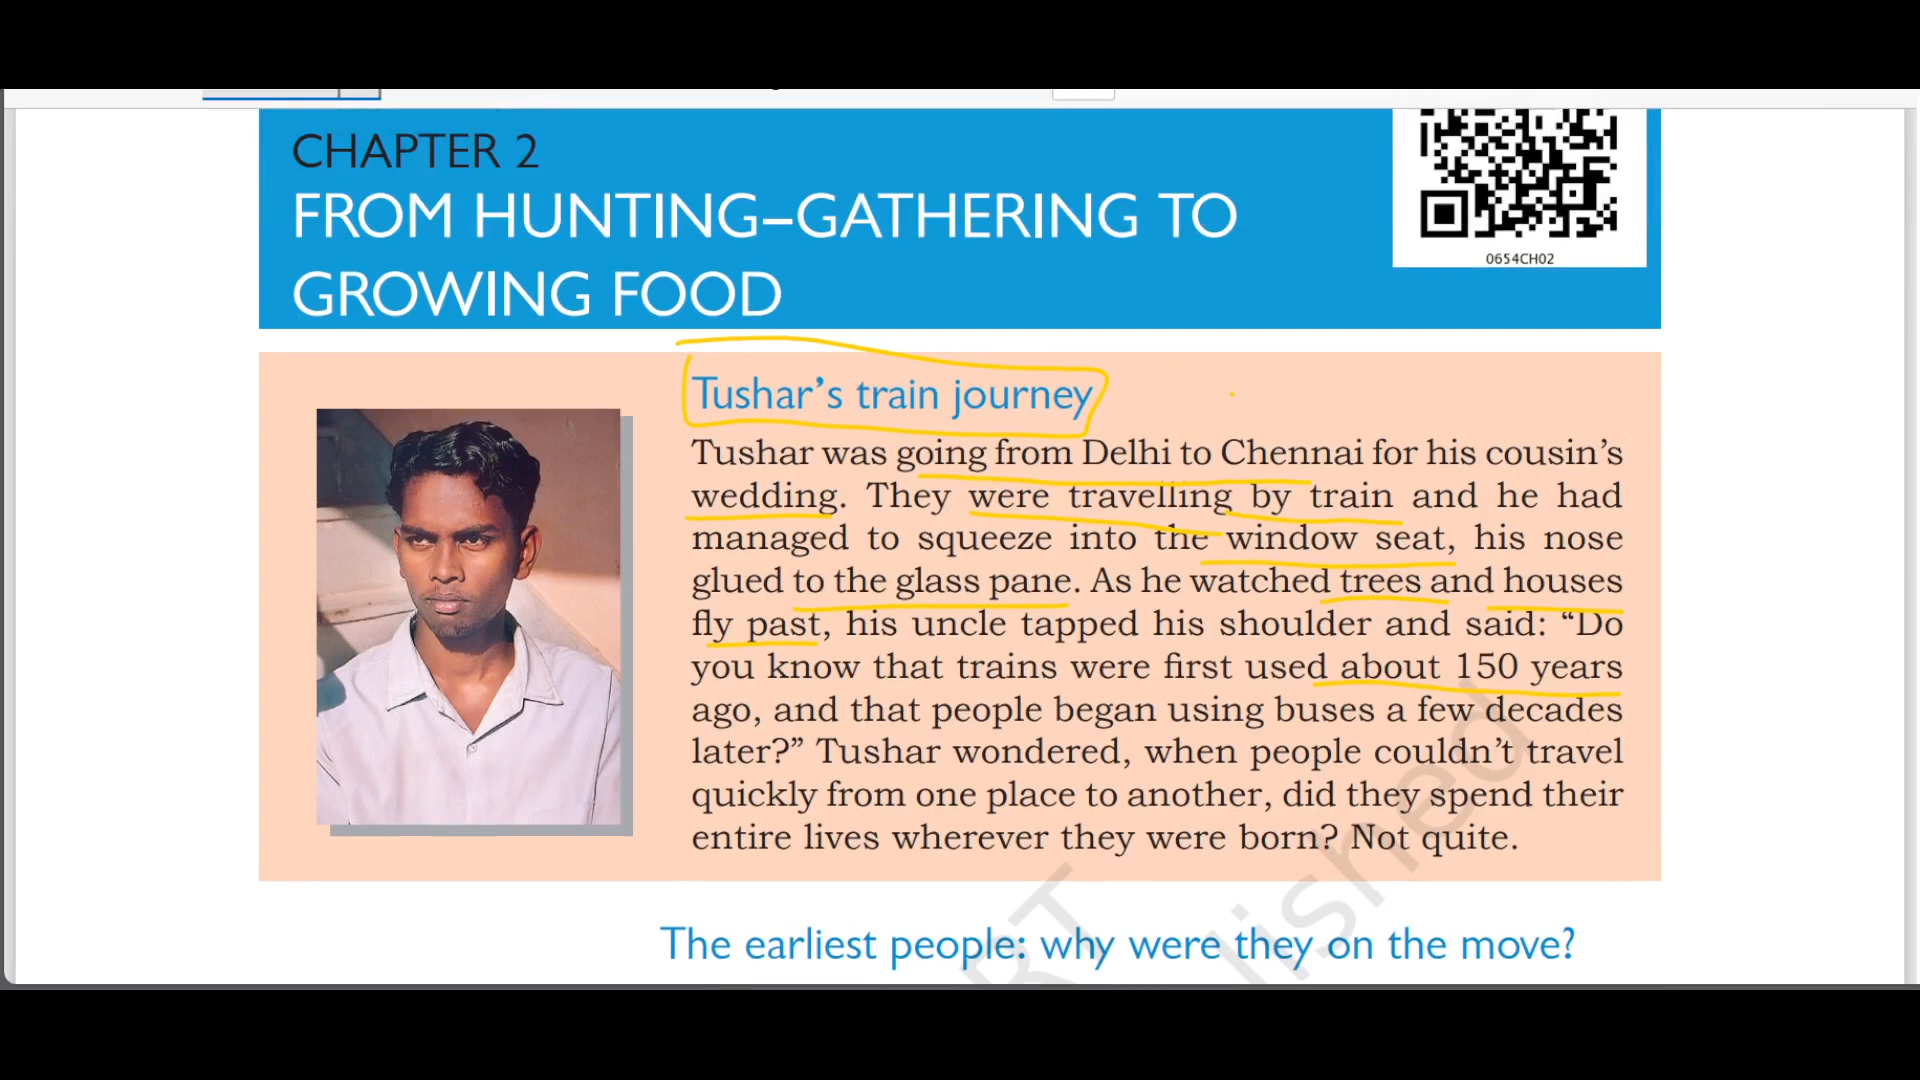 CHAPTER 2
FROM HUNTING–GATHERING TO
GROWING FOOD
0654CH02
Tushar’s train journey
Tushar was going from Delhi to Chennai for his cousin’s
wedding. They were travelling by train and he had
managed to squeeze into the window seat, his nose
glued to the glass pane. As he watched trees and houses
fly past, his uncle tapped his shoulder and said: “Do
you know that trains were first used about 150 years
ago, and that people began using buses a few decades
later?” Tushar wondered, when people couldn’t travel
quickly from one place to another, did they spend their
entire lives wherever they were born? Not quite.
The earliest people: why were they on the move?